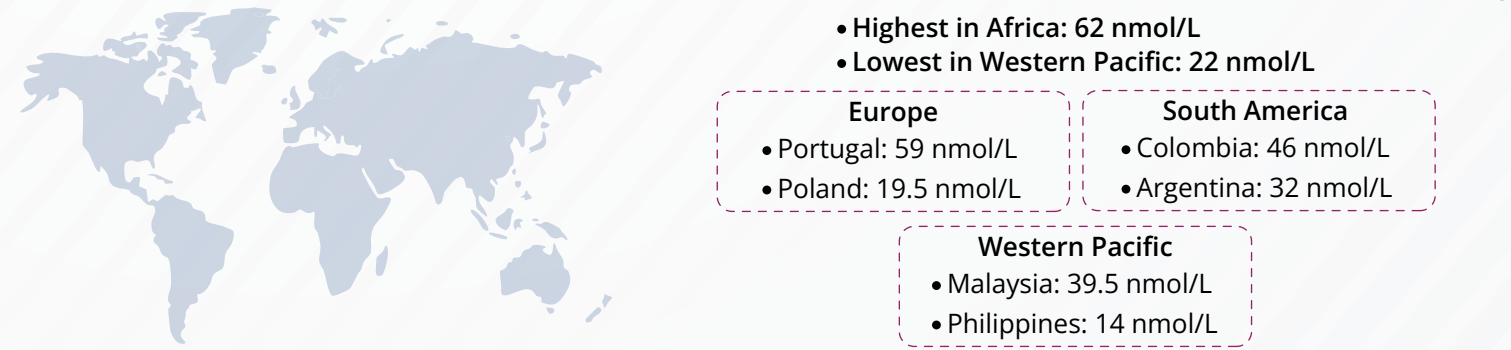 • Highest in Africa: 62 nmol/L
• Lowest in Western Pacific: 22 nmol/L
Europe
• Portugal: 59 nmol/L
• Poland: 19.5 nmol/L
South America
• Colombia: 46 nmol/L
• Argentina: 32 nmol/L
Western Pacific
• Malaysia: 39.5 nmol/L
• Philippines: 14 nmol/L